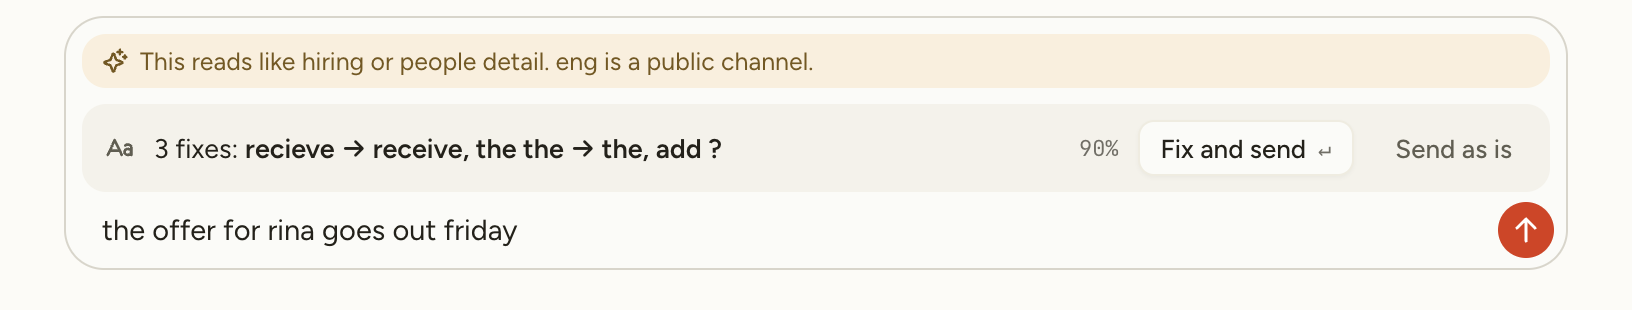 This reads like hiring or people detail. eng is a public channel.
Aa 3 fixes: recieve → receive, the the → the, add ? 90% Fix and send ↵ Send as is
the offer for rina goes out friday